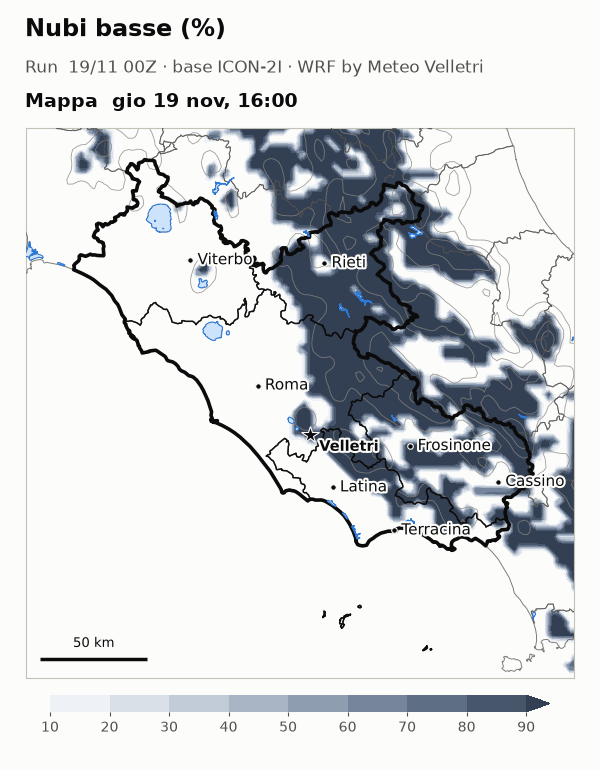 Nubi basse (%)
Run  19/11 00Z · base ICON-2I · WRF by Meteo Velletri
Mappa  gio 19 nov, 16:00
Viterbo
Rieti
Roma
Velletri
Frosinone
Cassino
Latina
Terracina
50 km
10 20 30 40 50 60 70 80 90